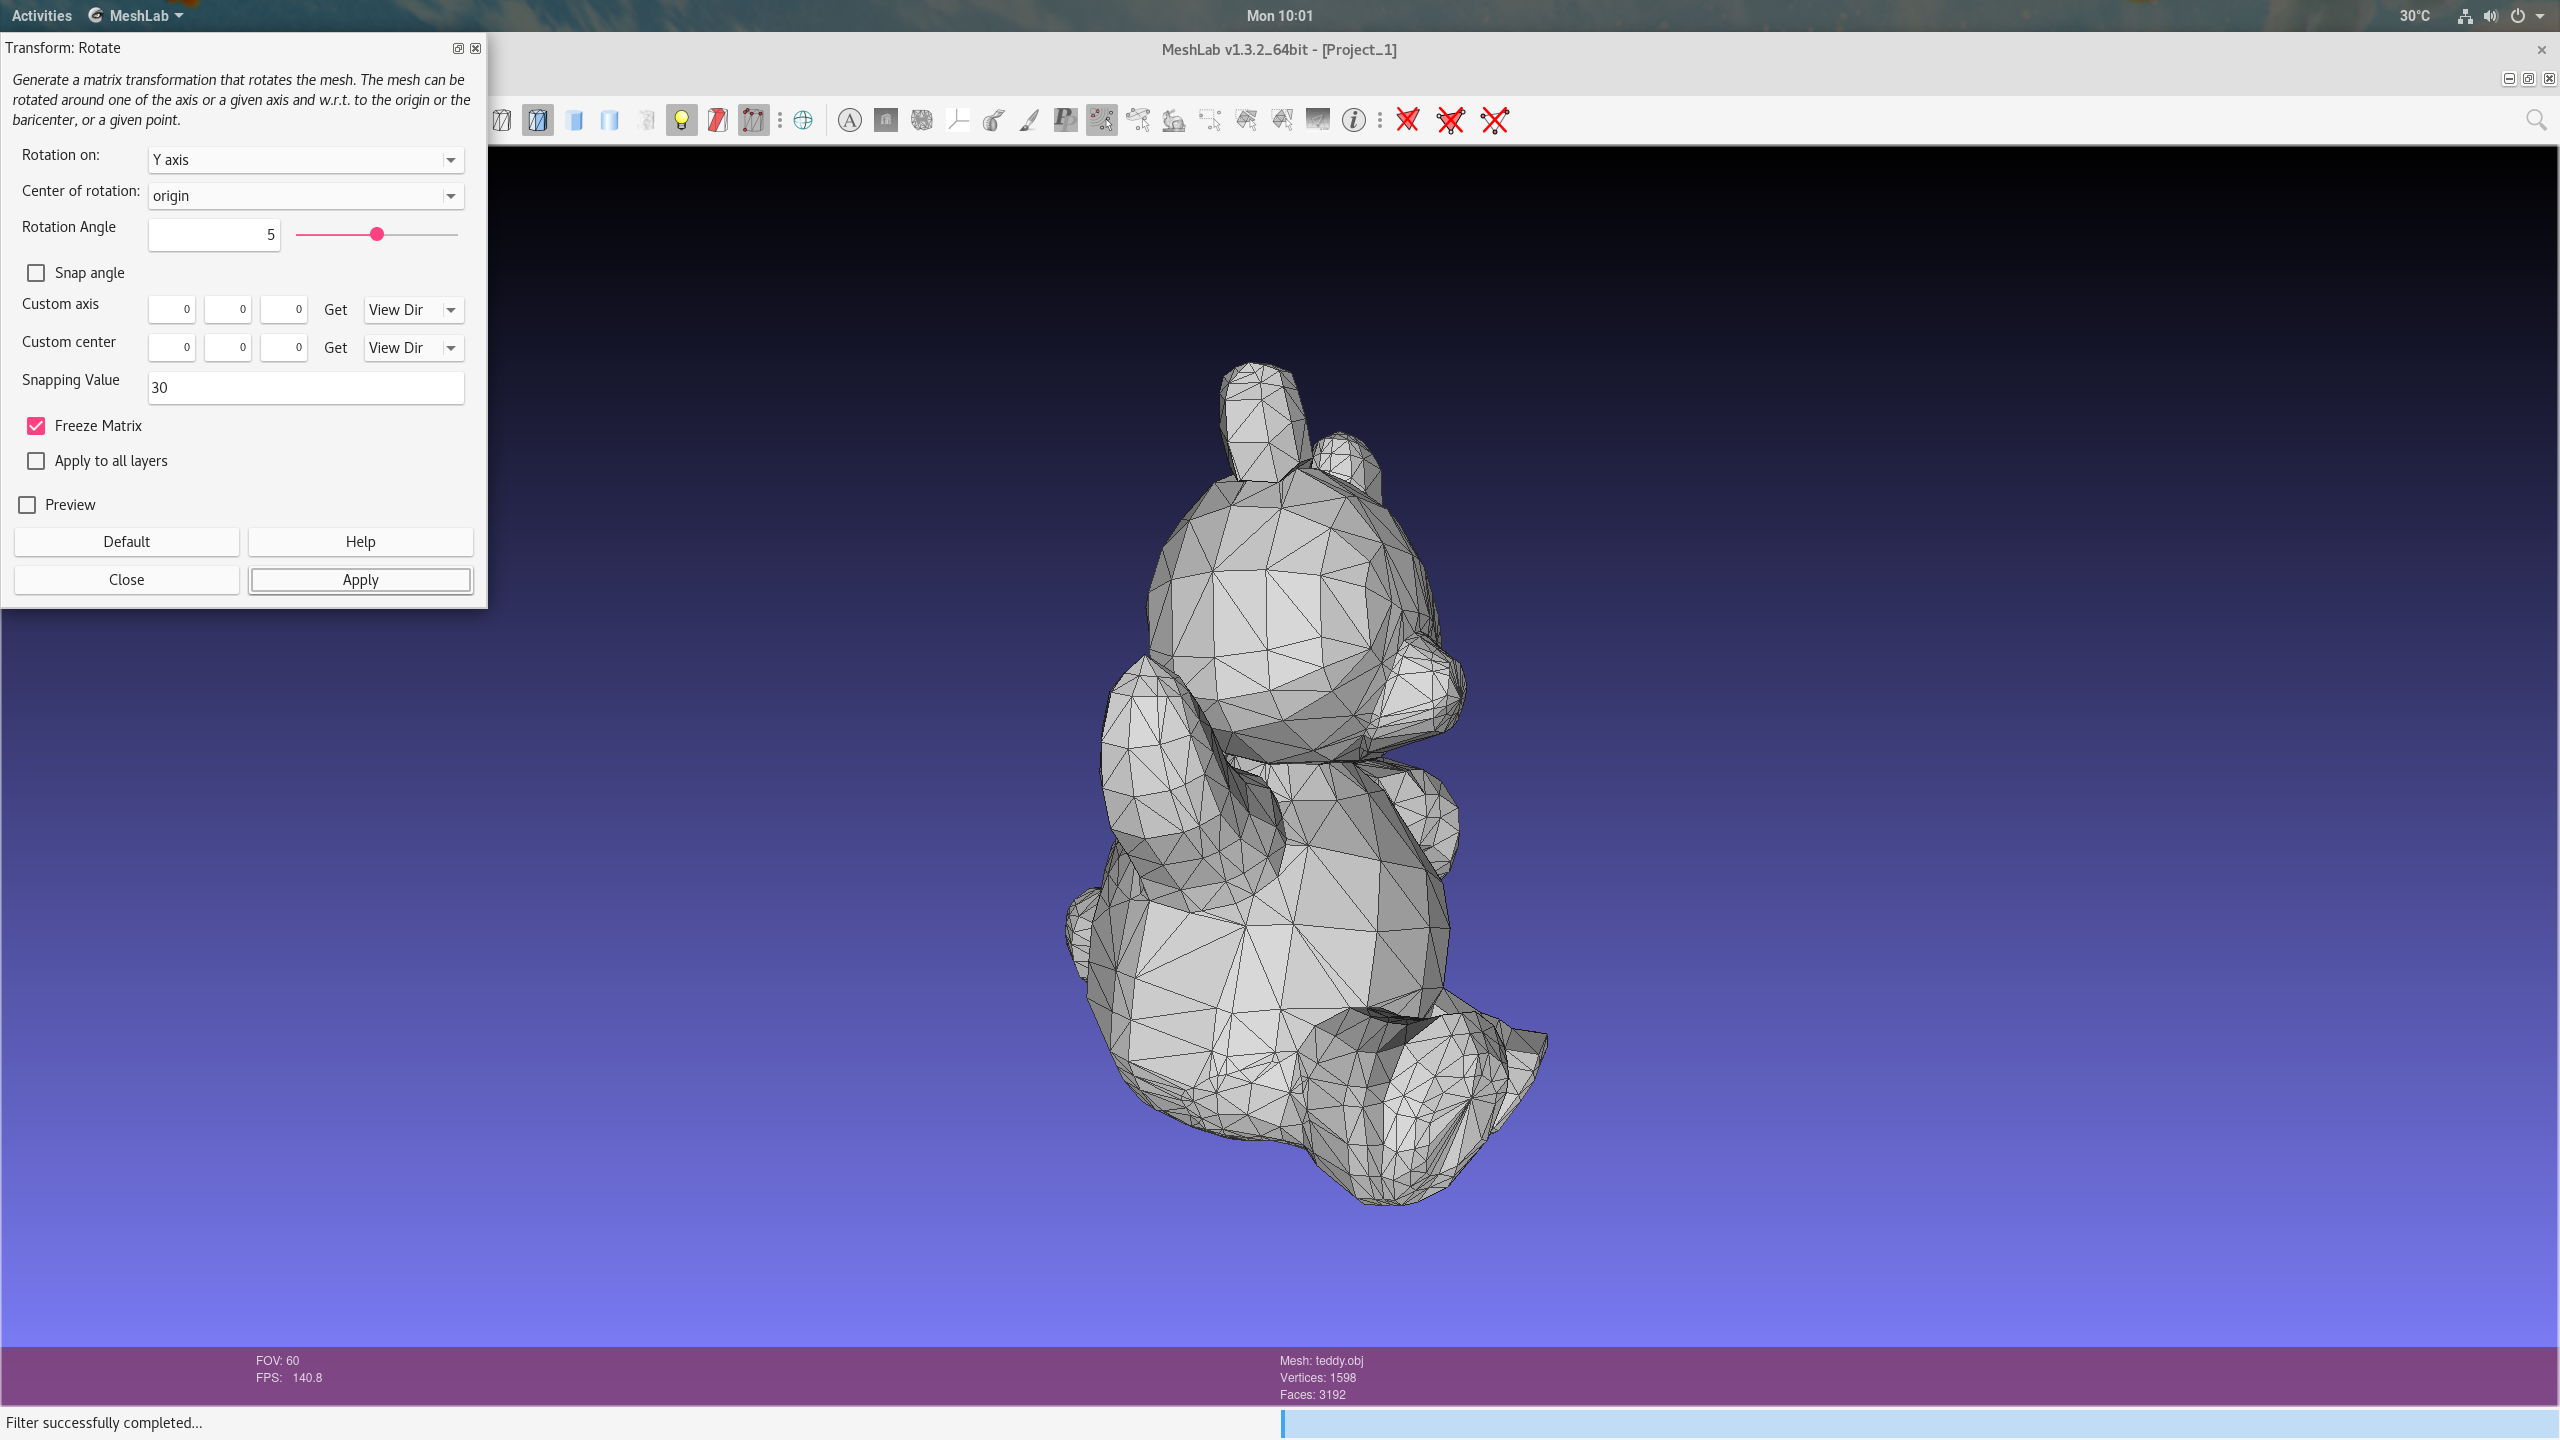 Activities MeshLab Mon 10:01 30°C
Transform: Rotate
MeshLab v1.3.2_64bit - [Project_1]
Generate a matrix transformation that rotates the mesh. The mesh can be
rotated around one of the axis or a given axis and w.r.t. to the origin or the
baricenter, or a given point.
Rotation on: Y axis
Center of rotation: origin
Rotation Angle 5
Snap angle
Custom axis 0 0 0 Get View Dir
Custom center 0 0 0 Get View Dir
Snapping Value 30
Freeze Matrix
Apply to all layers
Preview
Default Help
Close Apply
FOV: 60
FPS: 140.8
Mesh: teddy.obj
Vertices: 1598
Faces: 3192
Filter successfully completed...